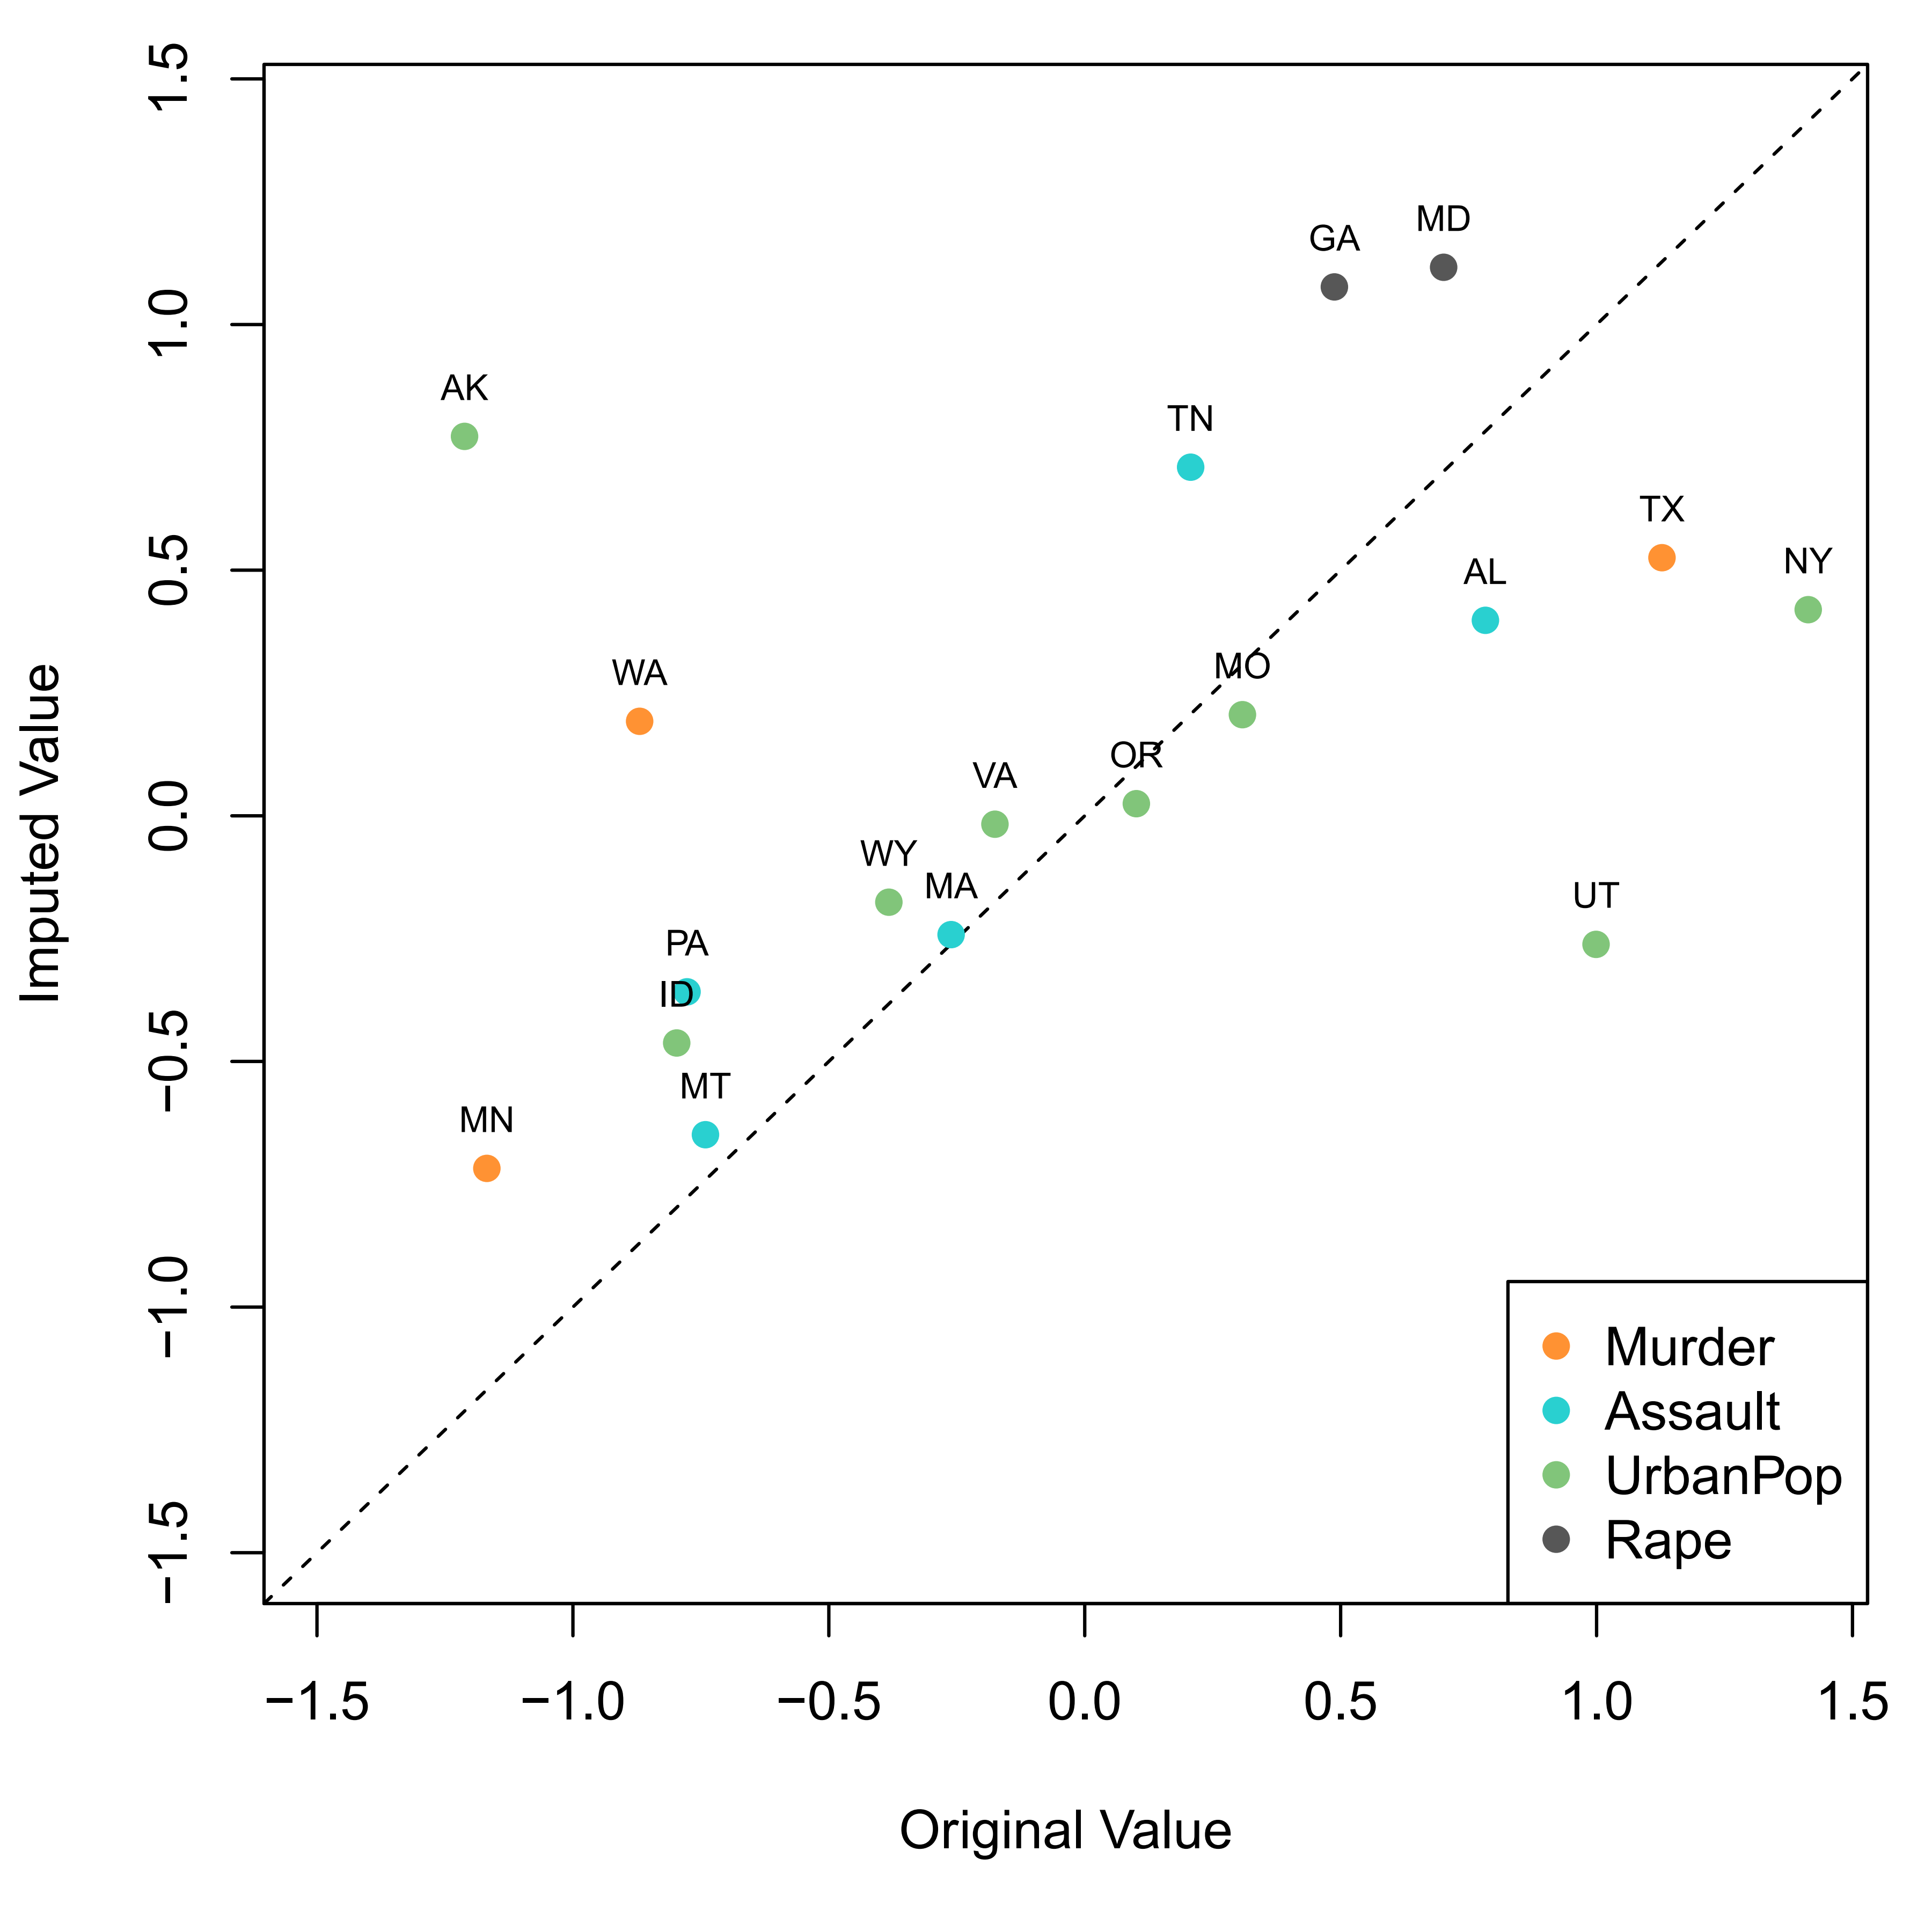 1.5
1.0
0.5
0.0
−0.5
−1.0
−1.5
Imputed Value
MD
GA
AK
TN
TX
NY
AL
WA
MO
OR
VA
WY
MA
UT
PA
ID
MT
MN
Murder
Assault
UrbanPop
Rape
−1.5 −1.0 −0.5 0.0 0.5 1.0 1.5
Original Value